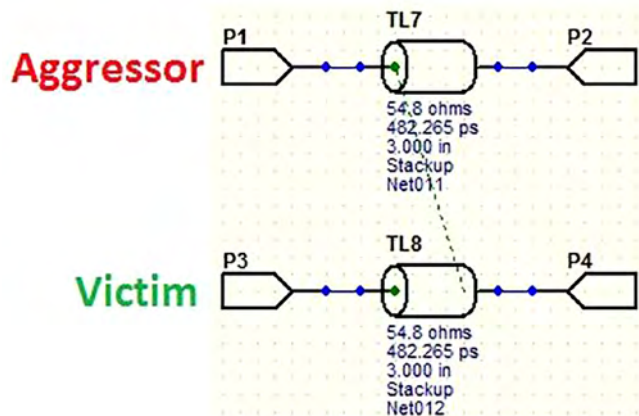 TL7
P1
P2
Aggressor
54.8 ohms
482.265 ps
3.000 in
Stackup
Net011
TL8
P3
P4
Victim
54.8 ohms
482.265 ps
3.000 in
Stackup
Net012